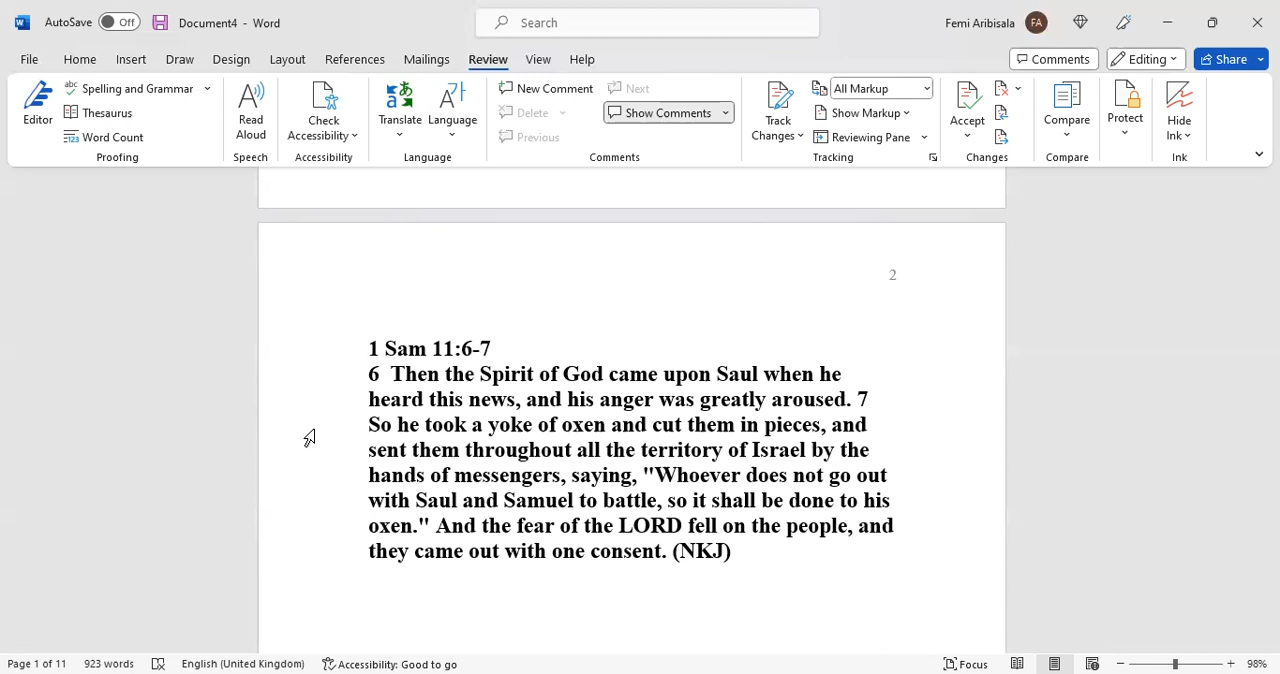 AutoSave Off Document4 - Word Search Femi Aribisala FA
File Home Insert Draw Design Layout References Mailings Review View Help Comments Editing Share
Editor
abc Spelling and Grammar
Thesaurus
123 Word Count
Proofing
Read Aloud
Speech
Check Accessibility
Accessibility
Translate Language
Language
New Comment Next
Delete Show Comments
Previous
Comments
Track Changes
All Markup
Show Markup
Reviewing Pane
Tracking
Accept
Changes
Compare
Compare
Protect
Hide Ink
Ink
2
1 Sam 11:6-7
6 Then the Spirit of God came upon Saul when he
heard this news, and his anger was greatly aroused. 7
So he took a yoke of oxen and cut them in pieces, and
sent them throughout all the territory of Israel by the
hands of messengers, saying, "Whoever does not go out
with Saul and Samuel to battle, so it shall be done to his
oxen." And the fear of the LORD fell on the people, and
they came out with one consent. (NKJ)
Page 1 of 11 923 words English (United Kingdom) Accessibility: Good to go Focus 98%